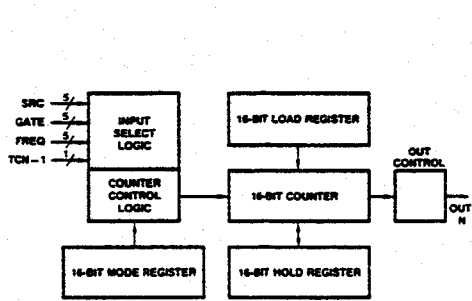 SRC
5
GATE
5
FREQ
5
TCN-1
1
INPUT
SELECT
LOGIC
COUNTER
CONTROL
LOGIC
16-BIT MODE REGISTER
16-BIT LOAD REGISTER
16-BIT COUNTER
16-BIT HOLD REGISTER
OUT
CONTROL
OUT
N